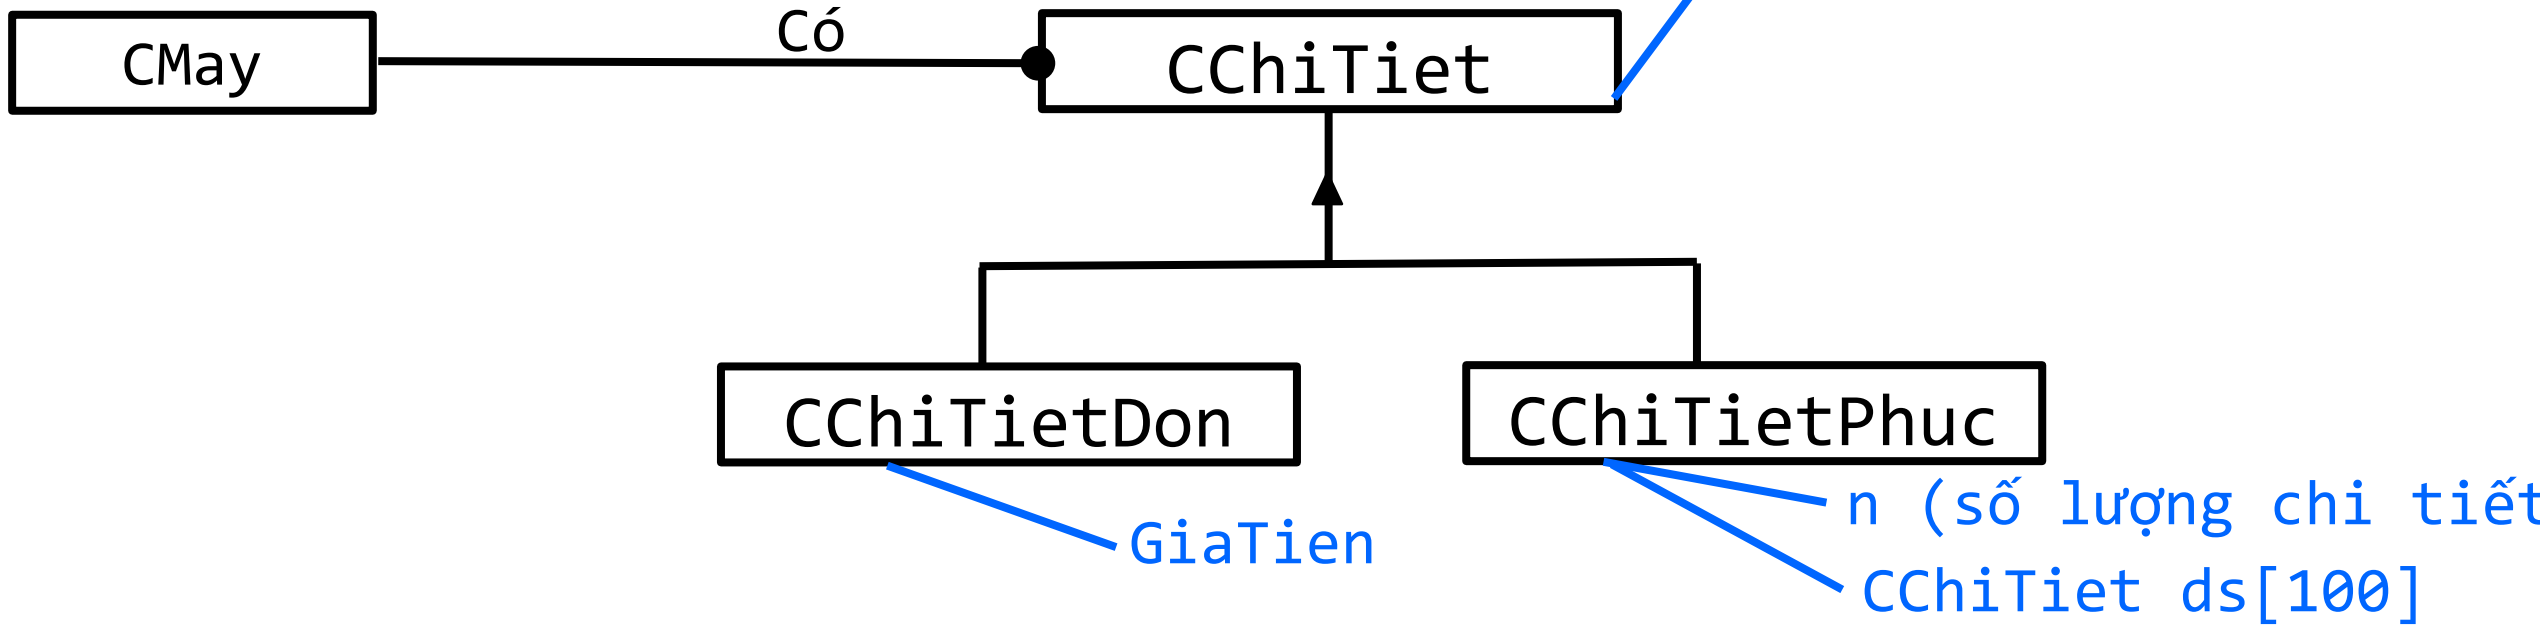 Có
CMay
CChiTiet
CChiTietDon
CChiTietPhuc
n (số lượng chi tiết
GiaTien
CChiTiet ds[100]